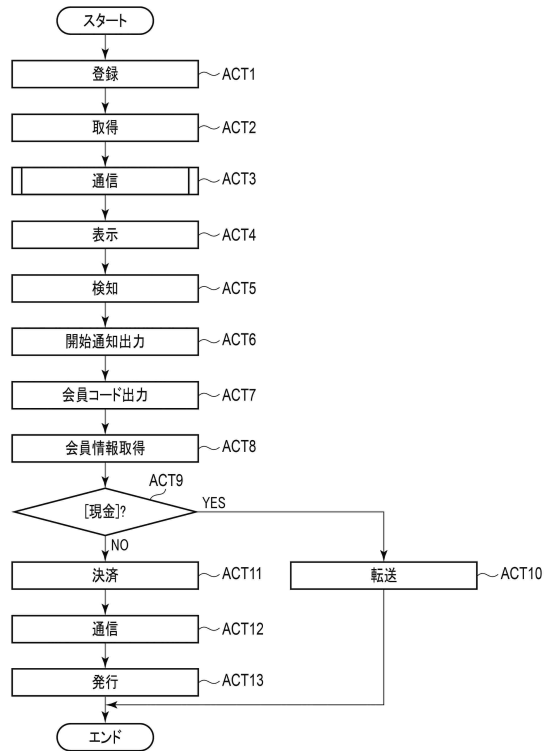 スタート
登録 ACT1
取得 ACT2
通信 ACT3
表示 ACT4
検知 ACT5
開始通知出力 ACT6
会員コード出力 ACT7
会員情報取得 ACT8
ACT9
[現金]? YES
NO
決済 ACT11
転送 ACT10
通信 ACT12
発行 ACT13
エンド